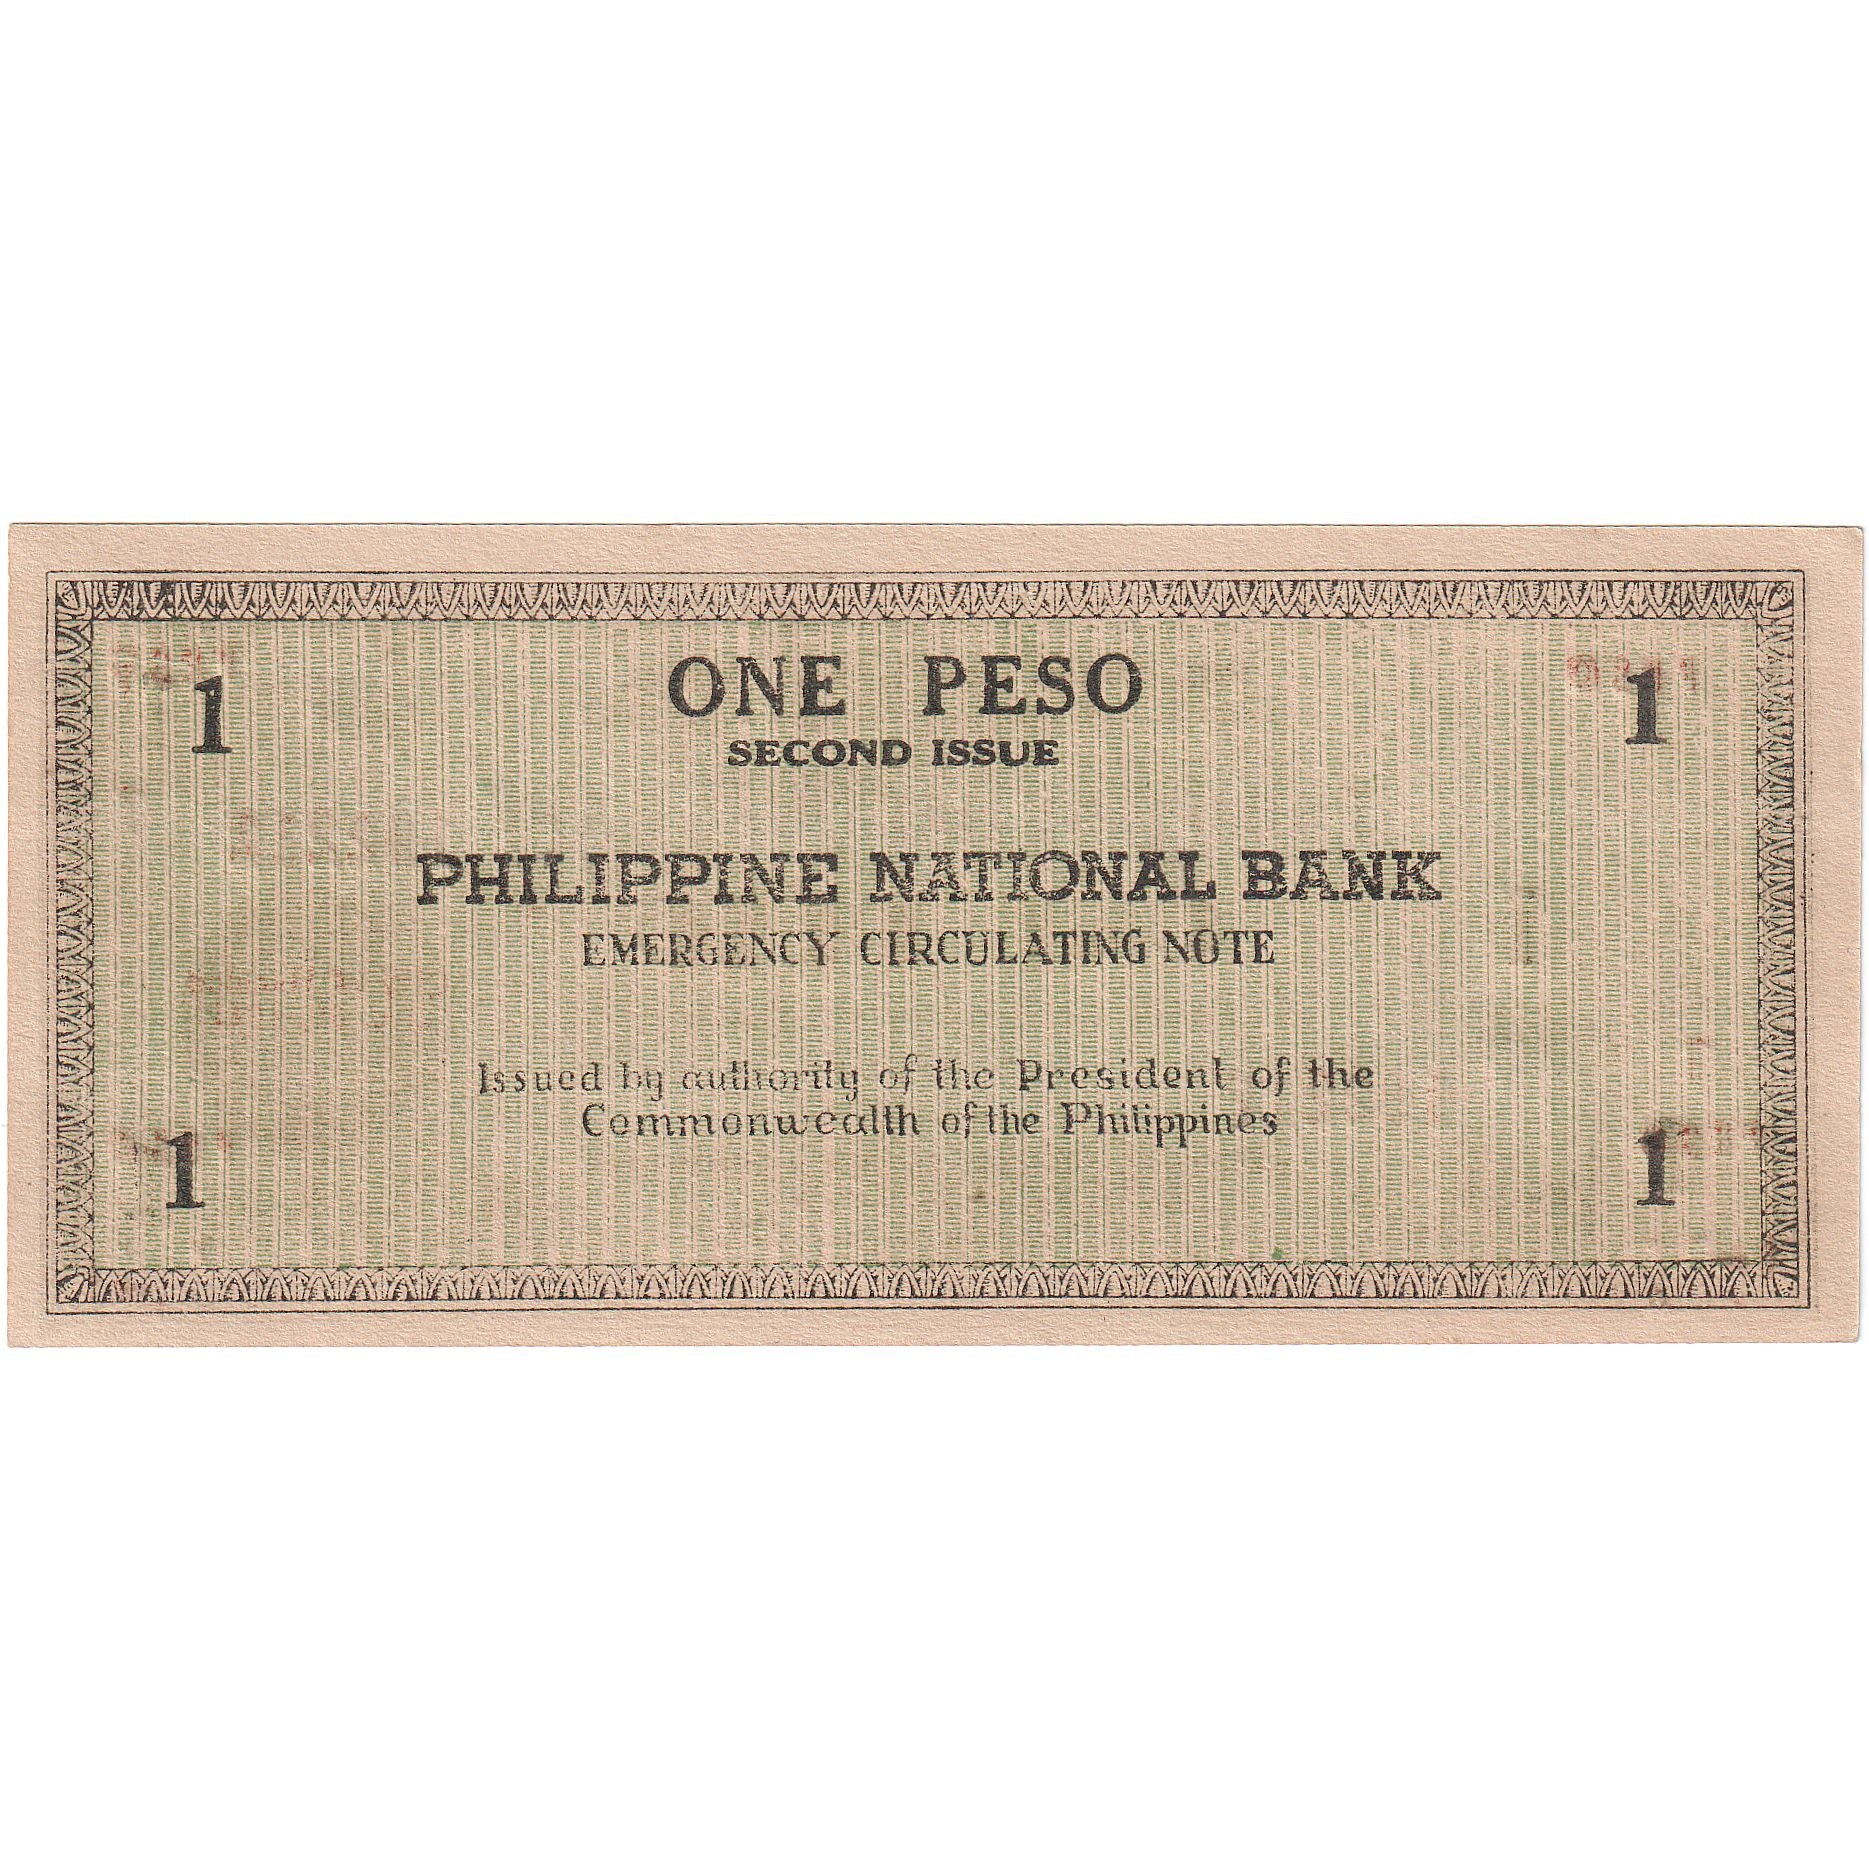 1 ONE PESO 1
SECOND ISSUE
PHILIPPINE NATIONAL BANK
EMERGENCY CIRCULATING NOTE
Issued by authority of the President of the
Commonwealth of the Philippines
1 1